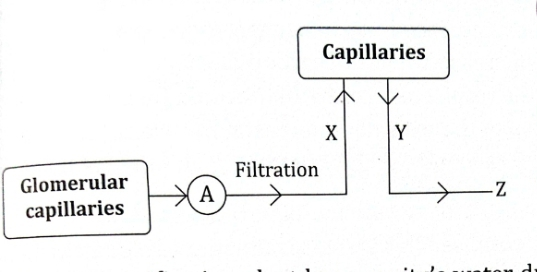 Capillaries
X
Y
Filtration
Glomerular
capillaries
A
Z